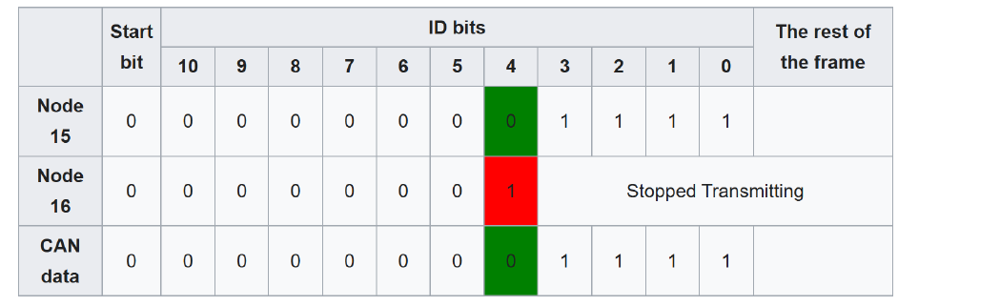 Start bit ID bits The rest of the frame
10 9 8 7 6 5 4 3 2 1 0
Node 15 0 0 0 0 0 0 0 0 1 1 1 1
Node 16 0 0 0 0 0 0 0 1 Stopped Transmitting
CAN data 0 0 0 0 0 0 0 0 1 1 1 1